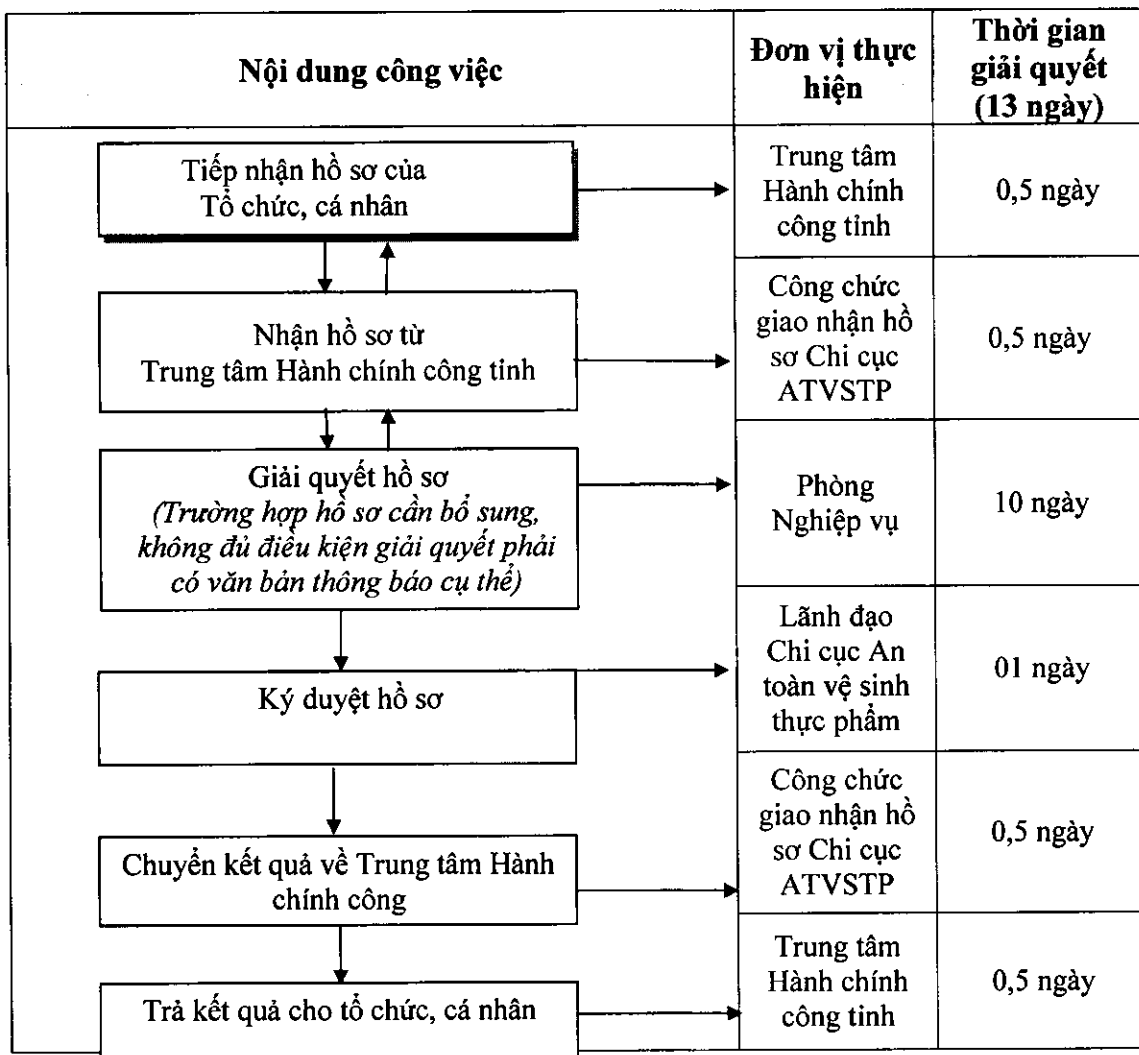 Nội dung công việc
Đơn vị thực
hiện
Thời gian
giải quyết
(13 ngày)
Tiếp nhận hồ sơ của
Tổ chức, cá nhân
Trung tâm
Hành chính
công tỉnh
0,5 ngày
Nhận hồ sơ từ
Trung tâm Hành chính công tỉnh
Công chức
giao nhận hồ
sơ Chi cục
ATVSTP
0,5 ngày
Giải quyết hồ sơ
(Trường hợp hồ sơ cần bổ sung,
không đủ điều kiện giải quyết phải
có văn bản thông báo cụ thể)
Phòng
Nghiệp vụ
10 ngày
Ký duyệt hồ sơ
Lãnh đạo
Chi cục An
toàn vệ sinh
thực phẩm
01 ngày
Chuyển kết quả về Trung tâm Hành
chính công
Công chức
giao nhận hồ
sơ Chi cục
ATVSTP
0,5 ngày
Trả kết quả cho tổ chức, cá nhân
Trung tâm
Hành chính
công tỉnh
0,5 ngày